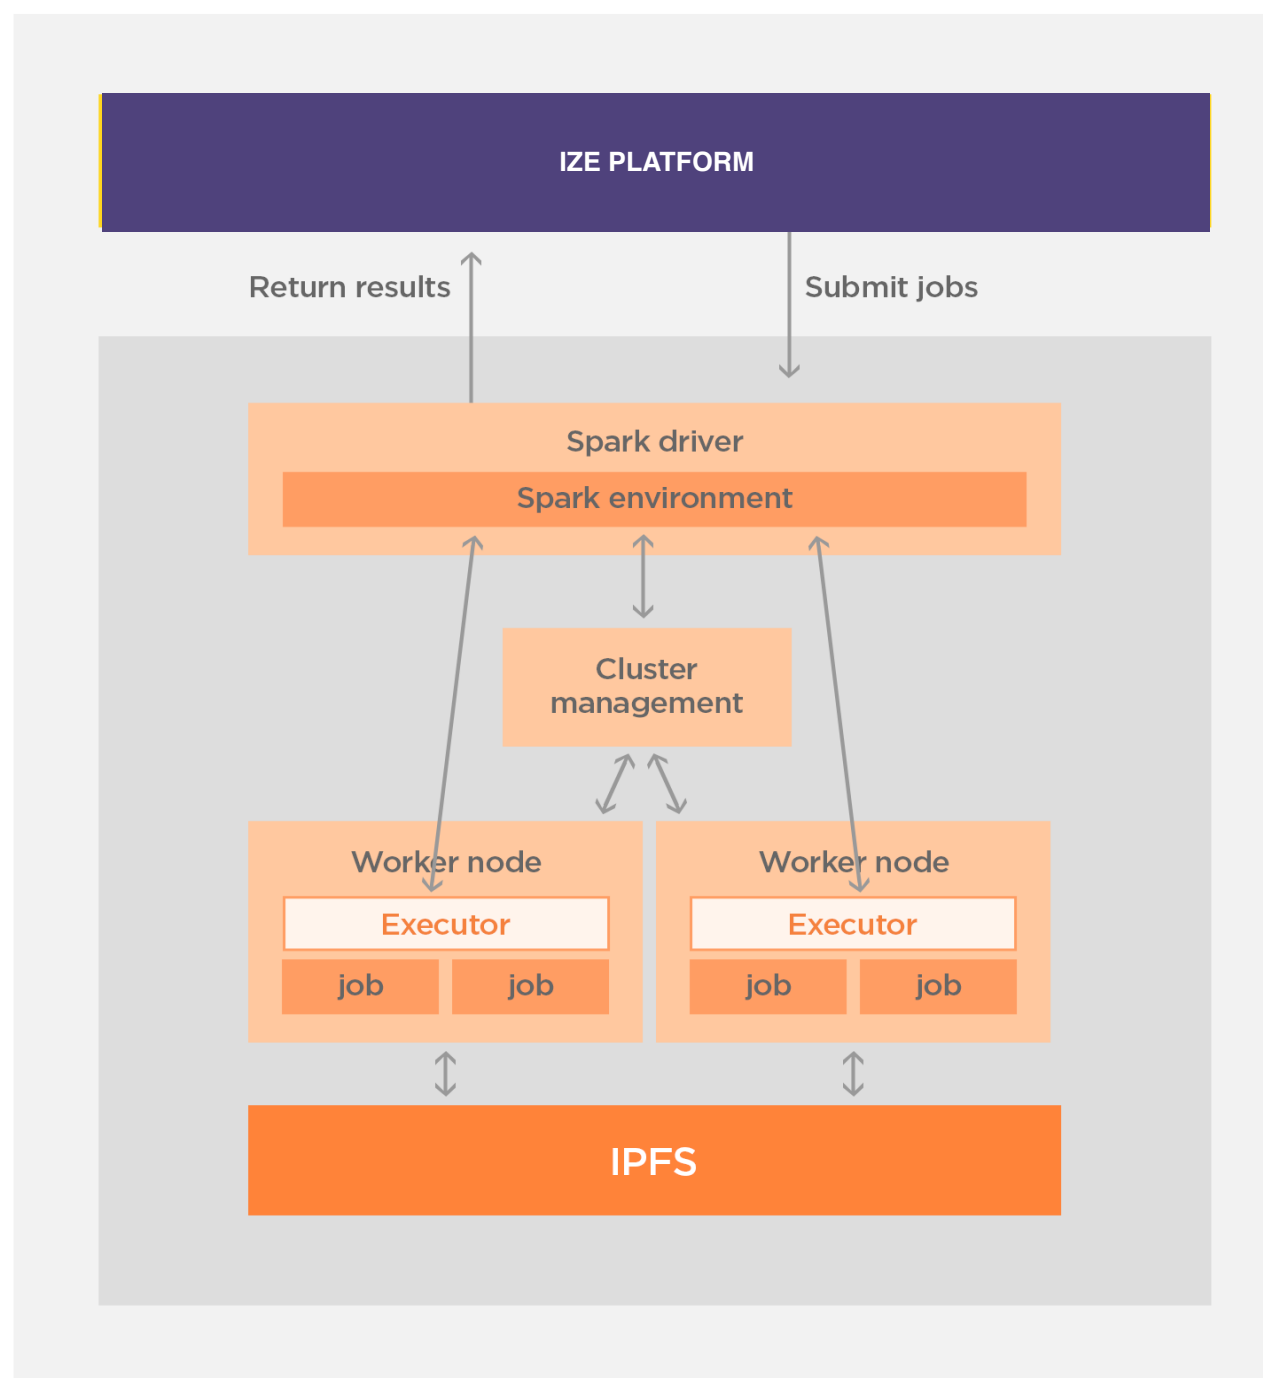 IZE PLATFORM
Return results
Submit jobs
Spark driver
Spark environment
Cluster
management
Worker node
Executor
job
job
Worker node
Executor
job
job
IPFS